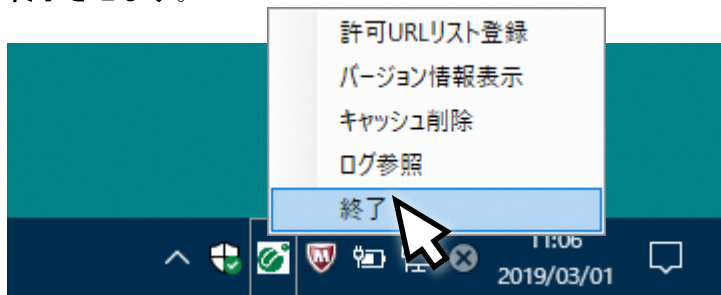 許可URLリスト登録
バージョン情報表示
キャッシュ削除
ログ参照
終了
11:06
2019/03/01